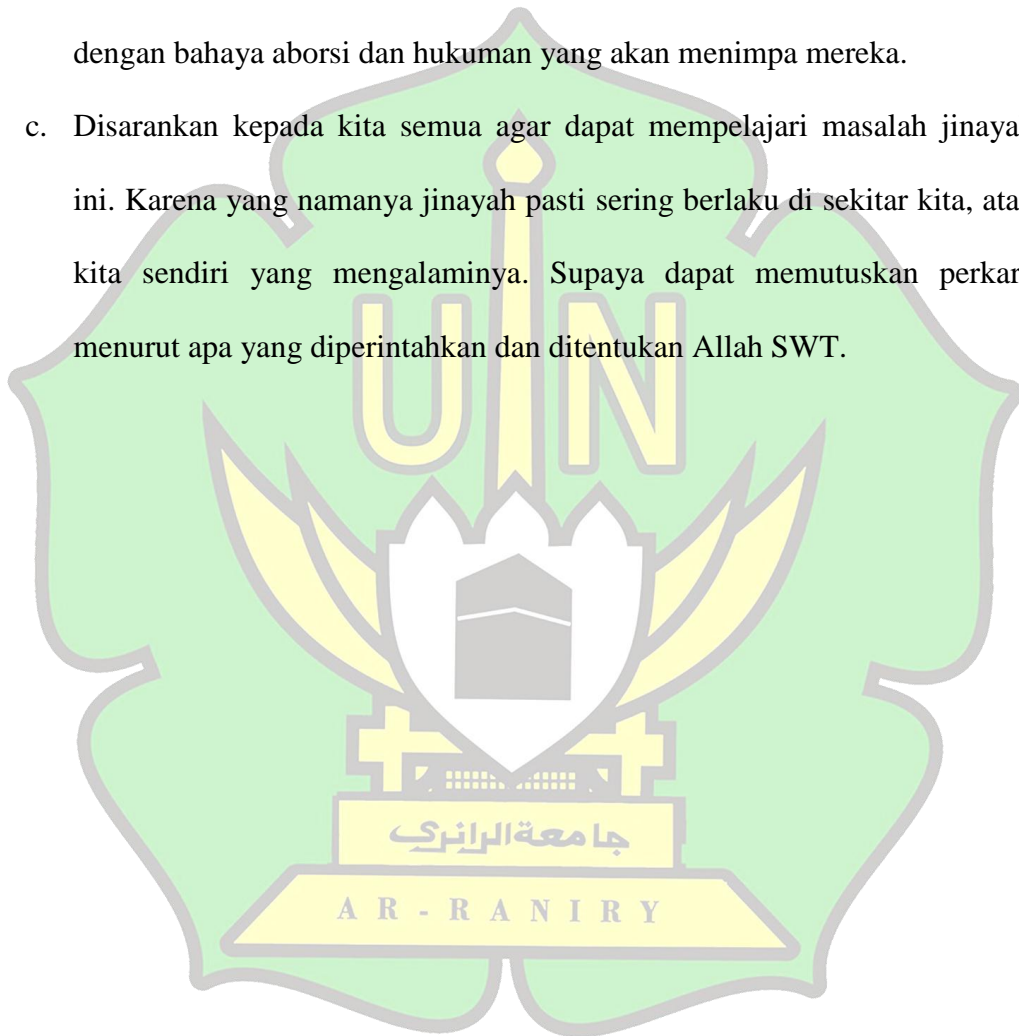 dengan bahaya aborsi dan hukuman yang akan menimpa mereka.
c. Disarankan kepada kita semua agar dapat mempelajari masalah jinaya
ini. Karena yang namanya jinayah pasti sering berlaku di sekitar kita, ata
kita sendiri yang mengalaminya. Supaya dapat memutuskan perkar
menurut apa yang diperintahkan dan ditentukan Allah SWT.
UIN
جامعة الرانري
AR-RANIRY